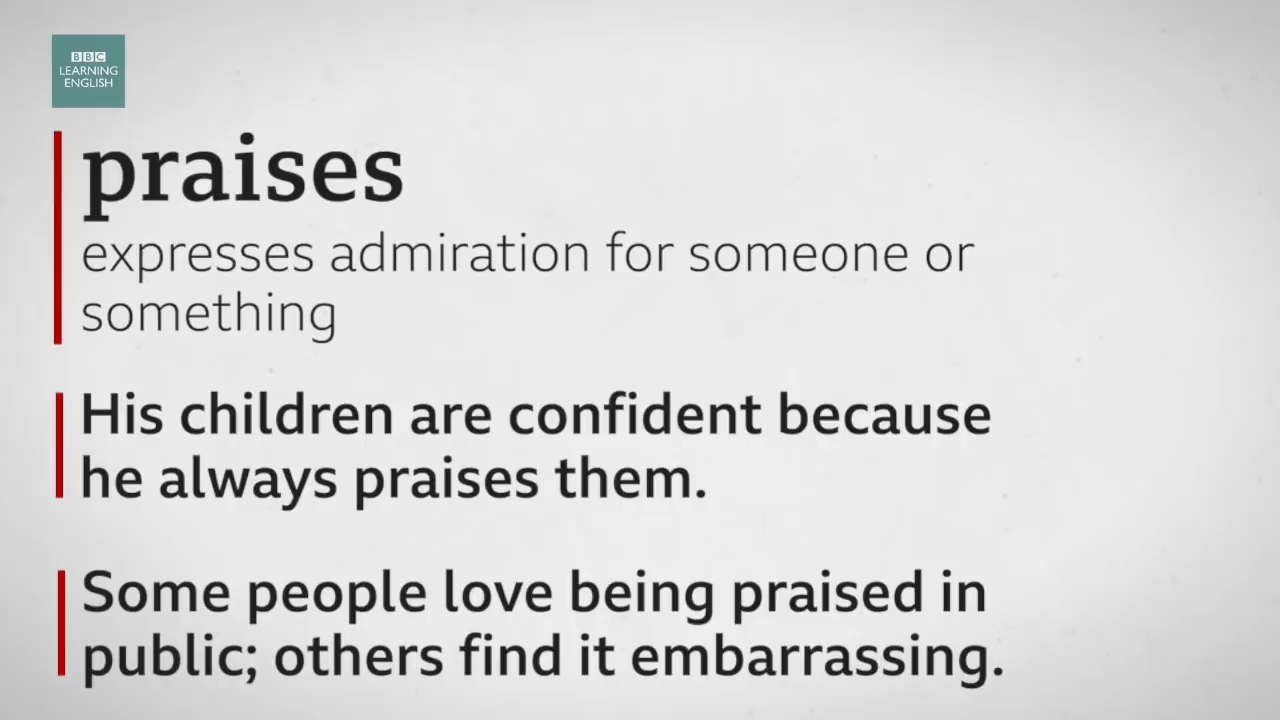 BBC
LEARNING
ENGLISH
praises
expresses admiration for someone or
something
His children are confident because
he always praises them.
Some people love being praised in
public; others find it embarrassing.